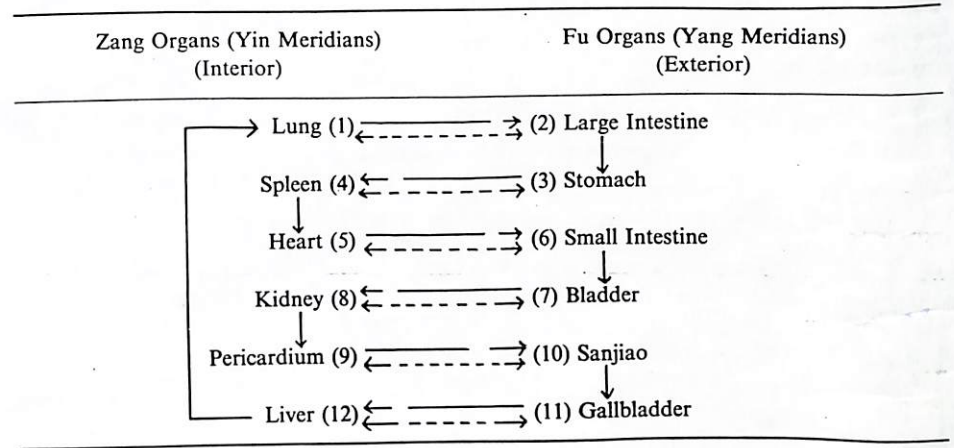 Zang Organs (Yin Meridians)
(Interior)
Fu Organs (Yang Meridians)
(Exterior)
Lung (1) (2) Large Intestine
Spleen (4) (3) Stomach
Heart (5) (6) Small Intestine
Kidney (8) (7) Bladder
Pericardium (9) (10) Sanjiao
Liver (12) (11) Gallbladder